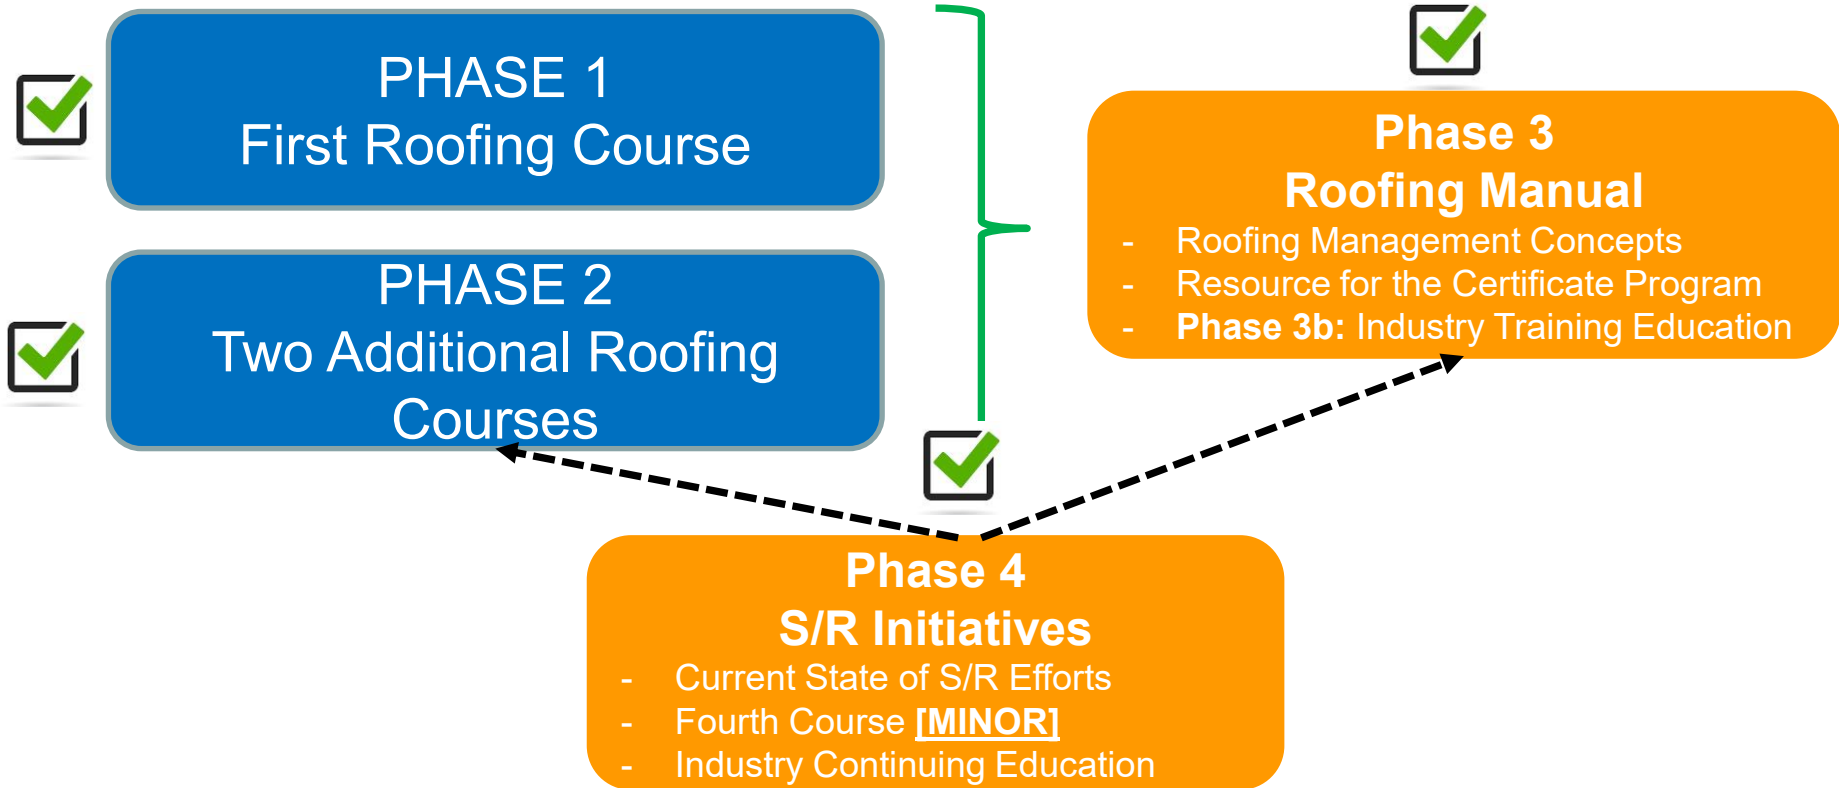 PHASE 1
First Roofing Course
PHASE 2
Two Additional Roofing
Courses
Phase 3
Roofing Manual
- Roofing Management Concepts
- Resource for the Certificate Program
- Phase 3b: Industry Training Education
Phase 4
S/R Initiatives
- Current State of S/R Efforts
- Fourth Course [MINOR]
- Industry Continuing Education